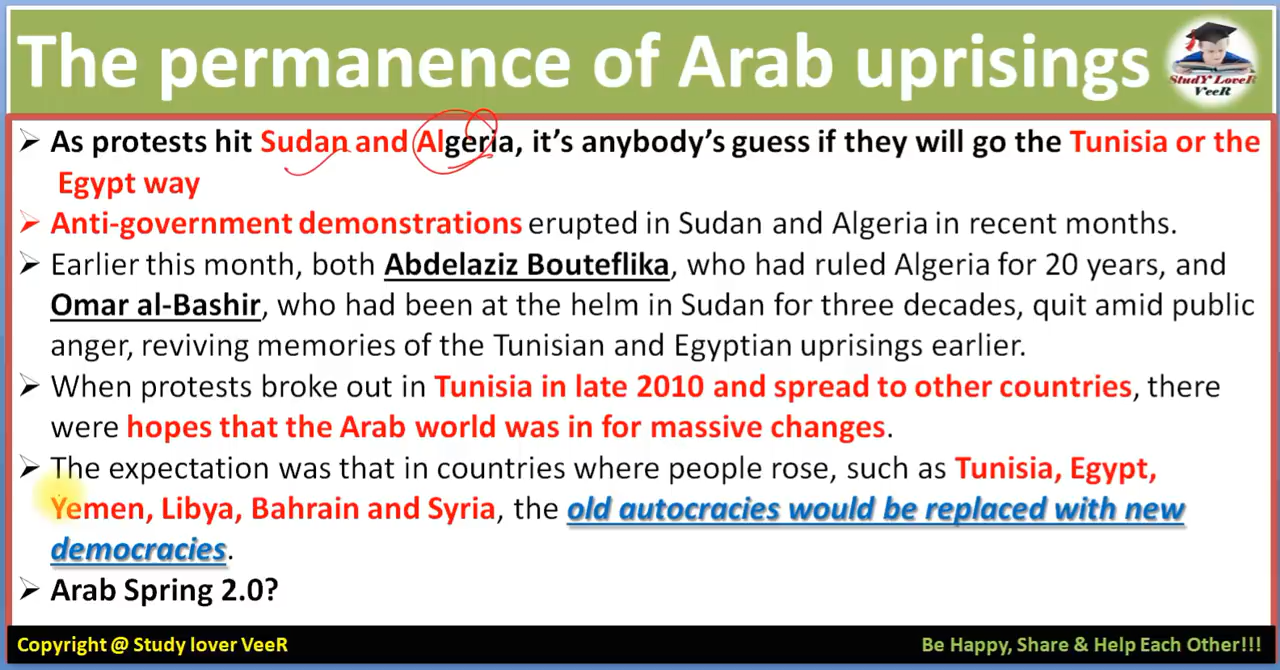 The permanence of Arab uprisings
StudY LoveR
VeeR
➢ As protests hit Sudan and Algeria, it's anybody's guess if they will go the Tunisia or the
Egypt way
➢ Anti-government demonstrations erupted in Sudan and Algeria in recent months.
➢ Earlier this month, both Abdelaziz Bouteflika, who had ruled Algeria for 20 years, and
Omar al-Bashir, who had been at the helm in Sudan for three decades, quit amid public
anger, reviving memories of the Tunisian and Egyptian uprisings earlier.
➢ When protests broke out in Tunisia in late 2010 and spread to other countries, there
were hopes that the Arab world was in for massive changes.
➢ The expectation was that in countries where people rose, such as Tunisia, Egypt,
Yemen, Libya, Bahrain and Syria, the old autocracies would be replaced with new
democracies.
➢ Arab Spring 2.0?
Copyright @ Study lover VeeR
Be Happy, Share & Help Each Other!!!